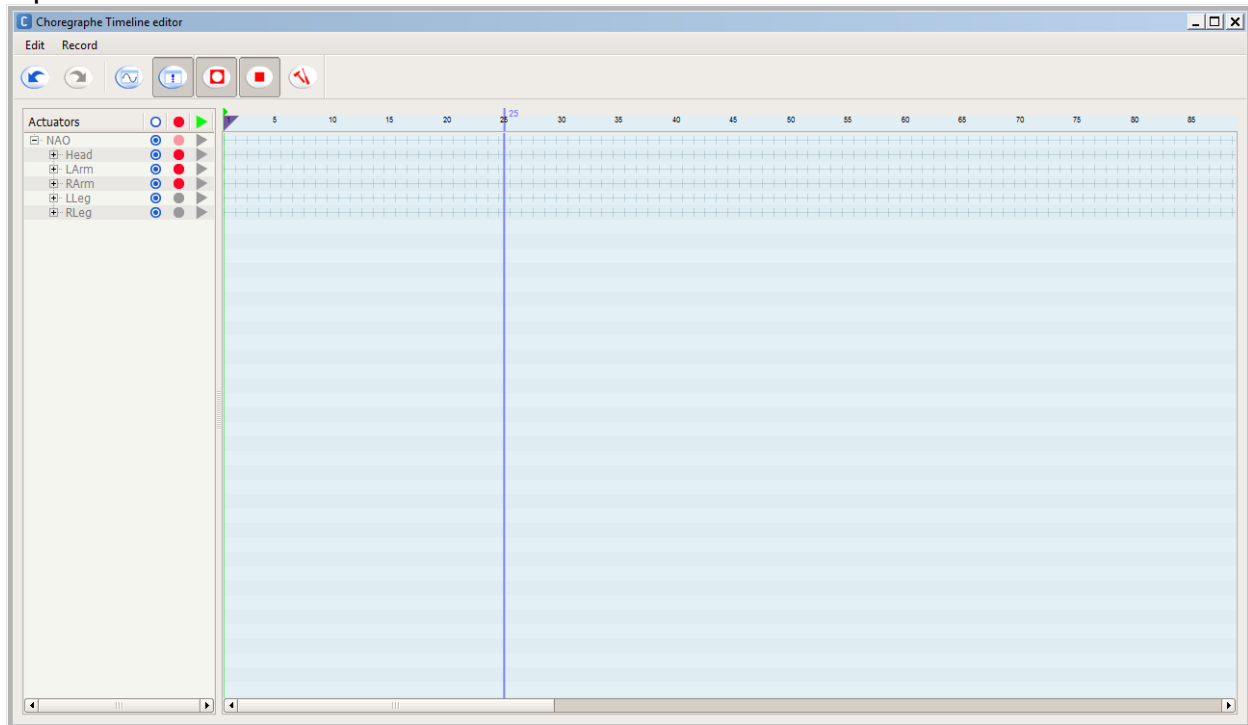 C Choregraphe Timeline editor
Edit Record
25
Actuators 1 5 10 15 20 25 30 35 40 45 50 55 60 65 70 75 80 85
NAO
Head
LArm
RArm
LLeg
RLeg